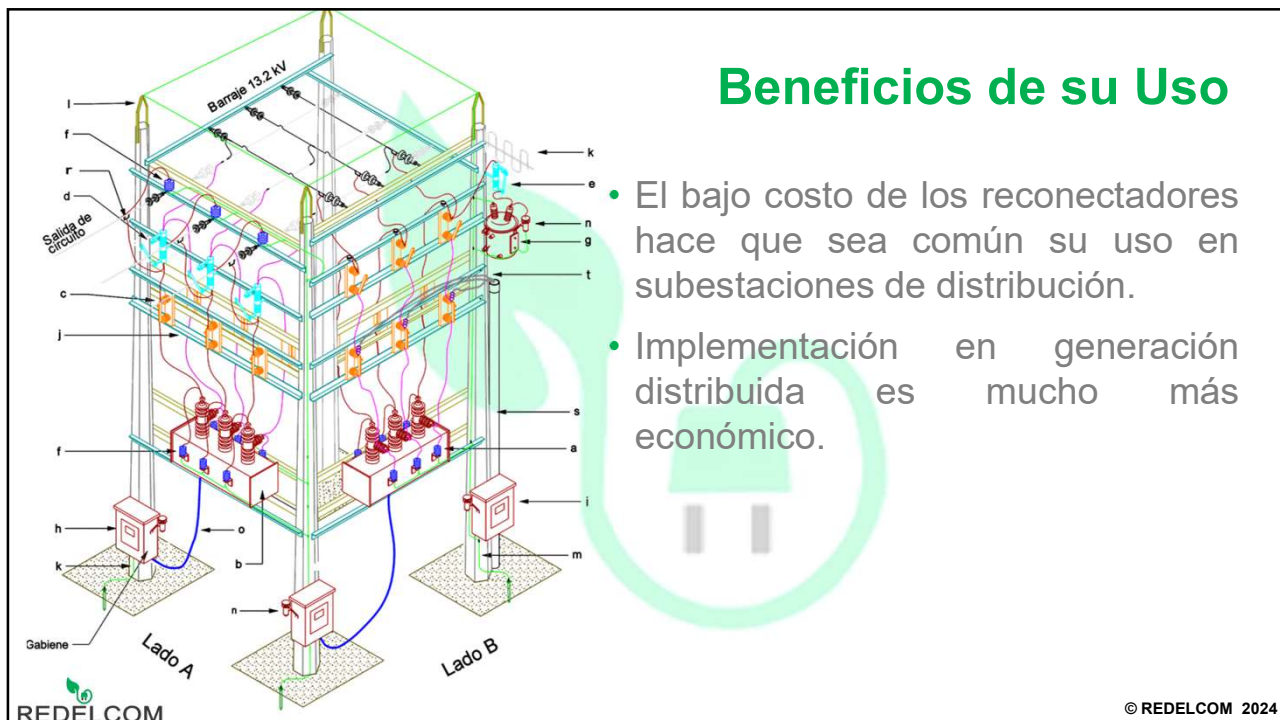 Beneficios de su Uso
• El bajo costo de los reconectadores
hace que sea común su uso en
subestaciones de distribución.
• Implementación en generación
distribuida es mucho más
económico.
Barraje 13.2 kV
l
f
r
d
Salida de
circuito
c
j
f
h
k
Gabiene
o
b
n
Lado A
Lado B
k
e
n
g
t
s
a
i
m
REDELCOM
© REDELCOM 2024